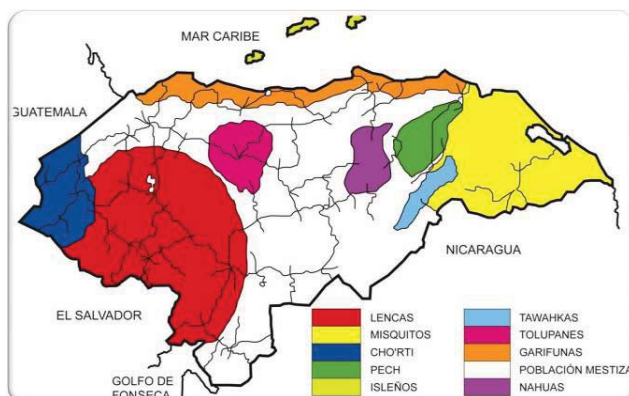 MAR CARIBE
GUATEMALA
NICARAGUA
EL SALVADOR
GOLFO DE
FONSECA
LENCAS
MISQUITOS
CHO'RTI
PECH
ISLEÑOS
TAWAHKAS
TOLUPANES
GARIFUNAS
POBLACIÓN MESTIZA
NAHUAS